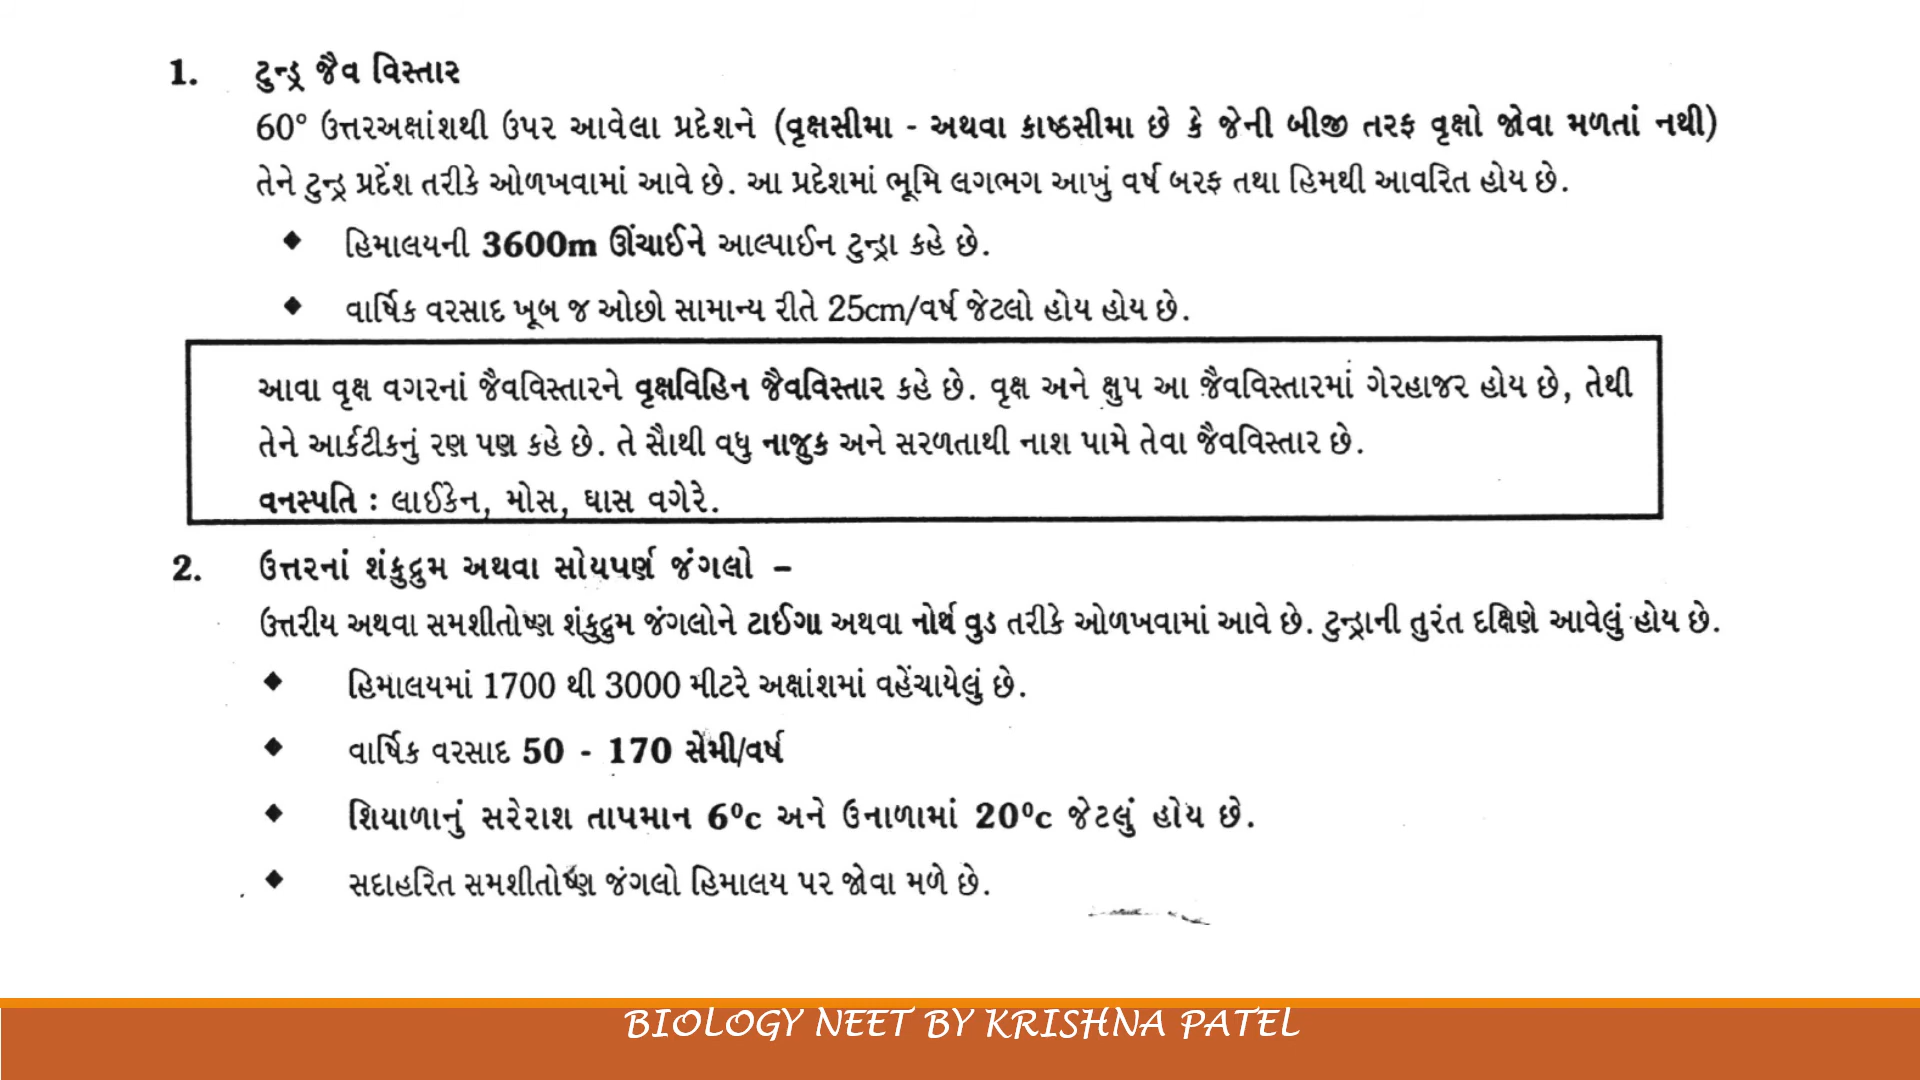 1. ટુન્ડ્ર જૈવ વિસ્તાર
60° ઉત્તરઅક્ષાંશથી ઉપર આવેલા પ્રદેશને (વૃક્ષસીમા - અથવા કાષ્ઠસીમા છે કે જેની બીજી તરફ વૃક્ષો જોવા મળતાં નથી)
તેને ટુન્ડ્ર પ્રદેંશ તરીકે ઓળખવામાં આવે છે. આ પ્રદેશમાં ભૂમિ લગભગ આખું વર્ષ બરફ તથા હિમથી આવરિત હોય છે.
◆ હિમાલયની 3600m ઊંચાઈને આલ્પાઈન ટુન્ડ્રા કહે છે.
◆ વાર્ષિક વરસાદ ખૂબ જ ઓછો સામાન્ય રીતે 25cm/વર્ષ જેટલો હોય હોય છે.
આવા વૃક્ષ વગરનાં જૈવવિસ્તારને વૃક્ષવિહિન જૈવવિસ્તાર કહે છે. વૃક્ષ અને ક્ષુપ આ જૈવવિસ્તારમાં ગેરહાજર હોય છે, તેથી
તેને આર્કટીકનું રણ પણ કહે છે. તે સૌથી વધુ નાજુક અને સરળતાથી નાશ પામે તેવા જૈવવિસ્તાર છે.
વનસ્પતિ : લાઈકેન, મોસ, ઘાસ વગેરે.
2. ઉત્તરનાં શંકુદ્રુમ અથવા સોયપર્ણ જંગલો –
ઉત્તરીય અથવા સમશીતોષ્ણ શંકુદ્રુમ જંગલોને ટાઈગા અથવા નોર્થ વુડ તરીકે ઓળખવામાં આવે છે. ટુન્ડ્રાની તુરંત દક્ષિણે આવેલું હોય છે.
◆ હિમાલયમાં 1700 થી 3000 મીટરે અક્ષાંશમાં વહેંચાયેલું છે.
◆ વાર્ષિક વરસાદ 50 - 170 સેમી/વર્ષ
◆ શિયાળાનું સરેરાશ તાપમાન 6⁰c અને ઉનાળામાં 20⁰c જેટલું હોય છે.
◆ સદાહરિત સમશીતોષ્ણ જંગલો હિમાલય પર જોવા મળે છે.
BIOLOGY NEET BY KRISHNA PATEL